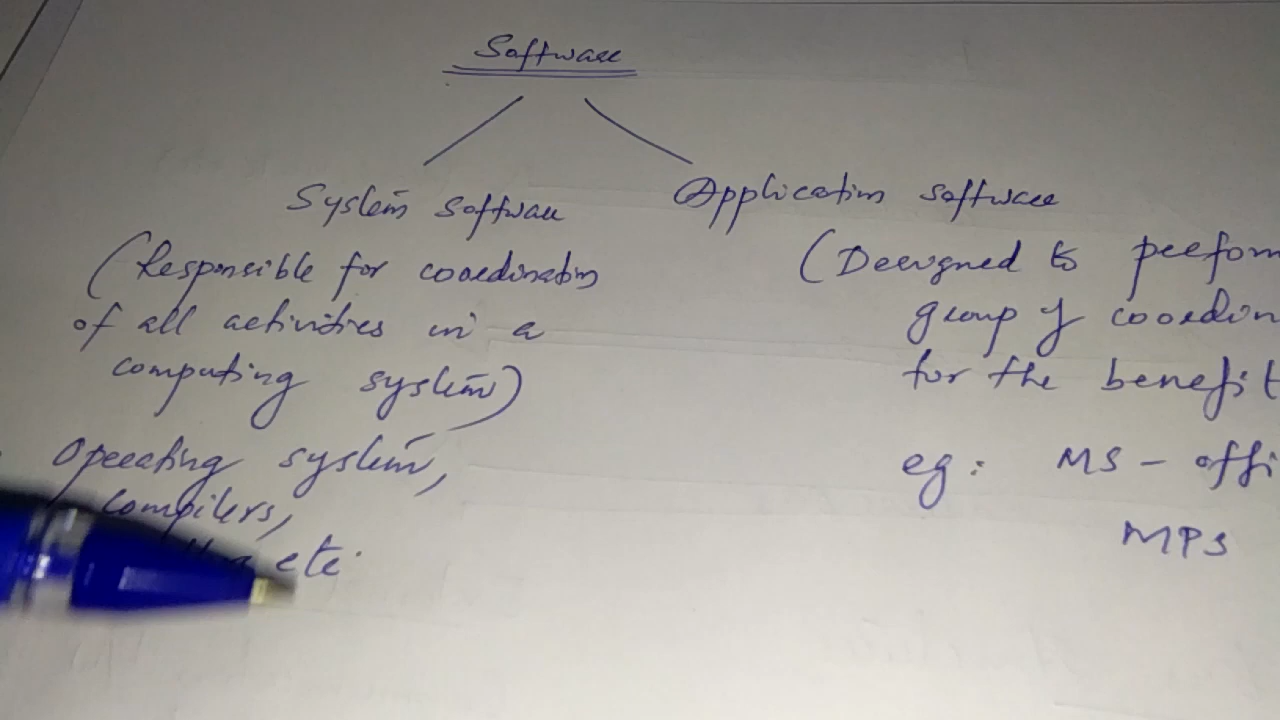 Software
System software
Application software
(Responsible for coordination
of all activities in a
computing system)
Operating system,
Compilers,
etc.
(Designed to perform
group of coordin
for the benefit
eg: MS - offi
MPS